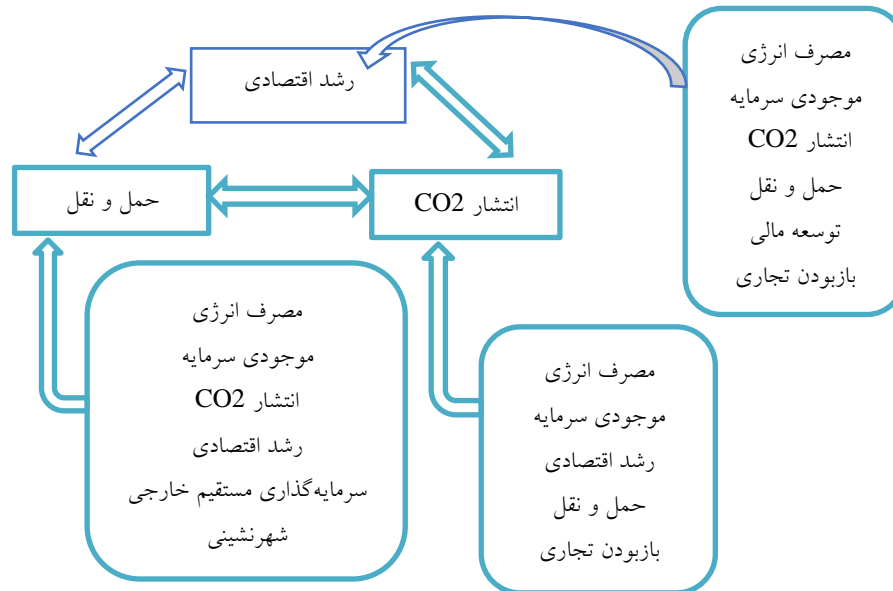 رشد اقتصادی
حمل و نقل
انتشار CO2
مصرف انرژی
موجودی سرمایه
انتشار CO2
حمل و نقل
توسعه مالی
بازبودن تجاری
مصرف انرژی
موجودی سرمایه
رشد اقتصادی
حمل و نقل
بازبودن تجاری
مصرف انرژی
موجودی سرمایه
انتشار CO2
رشد اقتصادی
سرمایه‌گذاری مستقیم خارجی
شهرنشینی